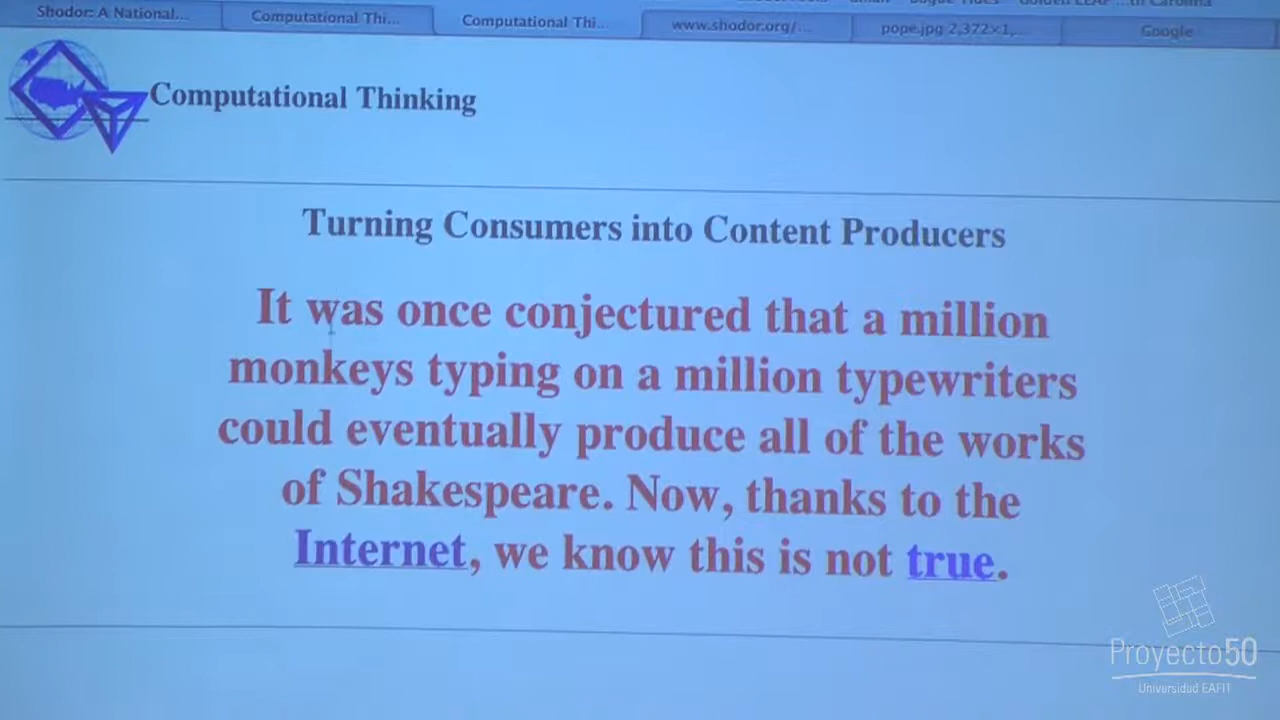 Shodor: A National...
Computational Thi...
Computational Thi...
www.shodor.org/...
pope.jpg 2,372×1,...
Google
Computational Thinking
Turning Consumers into Content Producers
It was once conjectured that a million
monkeys typing on a million typewriters
could eventually produce all of the works
of Shakespeare. Now, thanks to the
Internet, we know this is not true.
Proyecto50
Universidad EAFIT